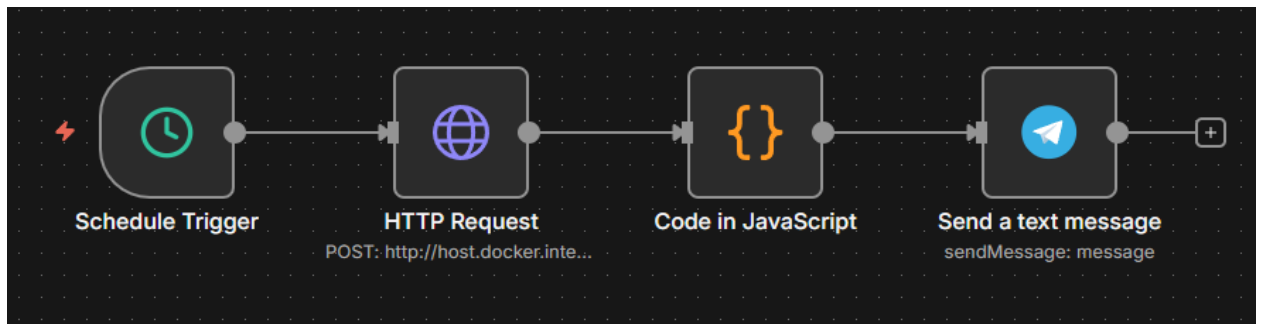 Schedule Trigger
HTTP Request
POST: http://host.docker.inte...
Code in JavaScript
Send a text message
sendMessage: message